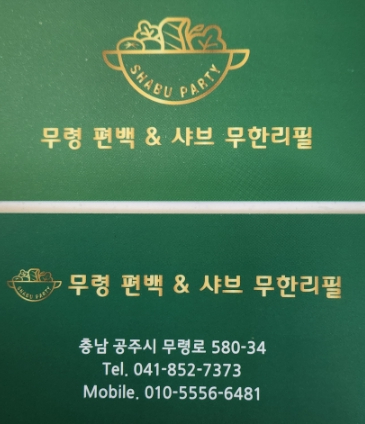 SHABU PARTY
무령 편백 & 샤브 무한리필
SHABU PARTY
무령 편백 & 샤브 무한리필
충남 공주시 무령로 580-34
Tel. 041-852-7373
Mobile. 010-5556-6481